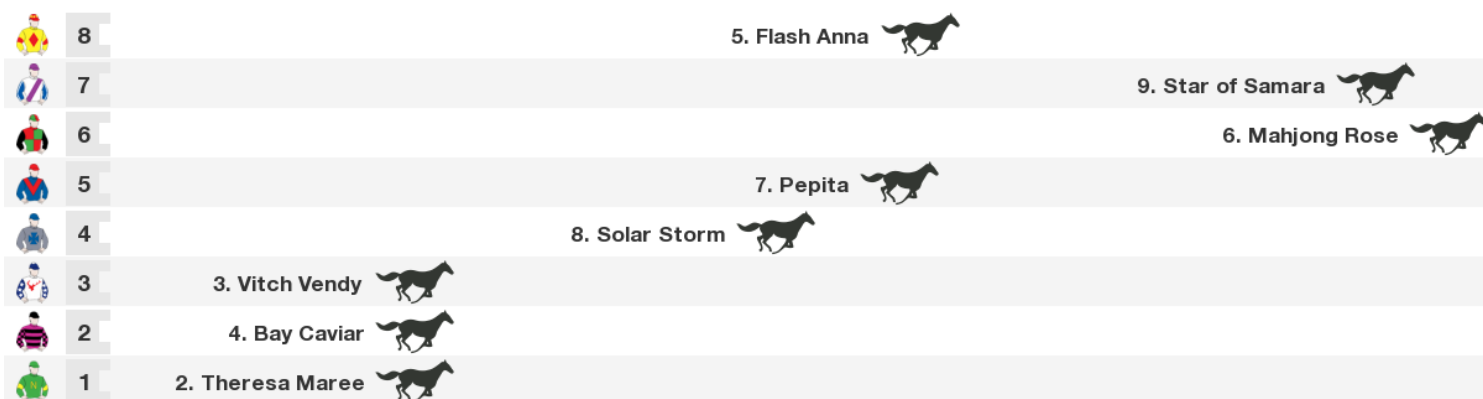 8 5. Flash Anna
7 9. Star of Samara
6 6. Mahjong Rose
5 7. Pepita
4 8. Solar Storm
3 3. Vitch Vendy
2 4. Bay Caviar
N 1 2. Theresa Maree